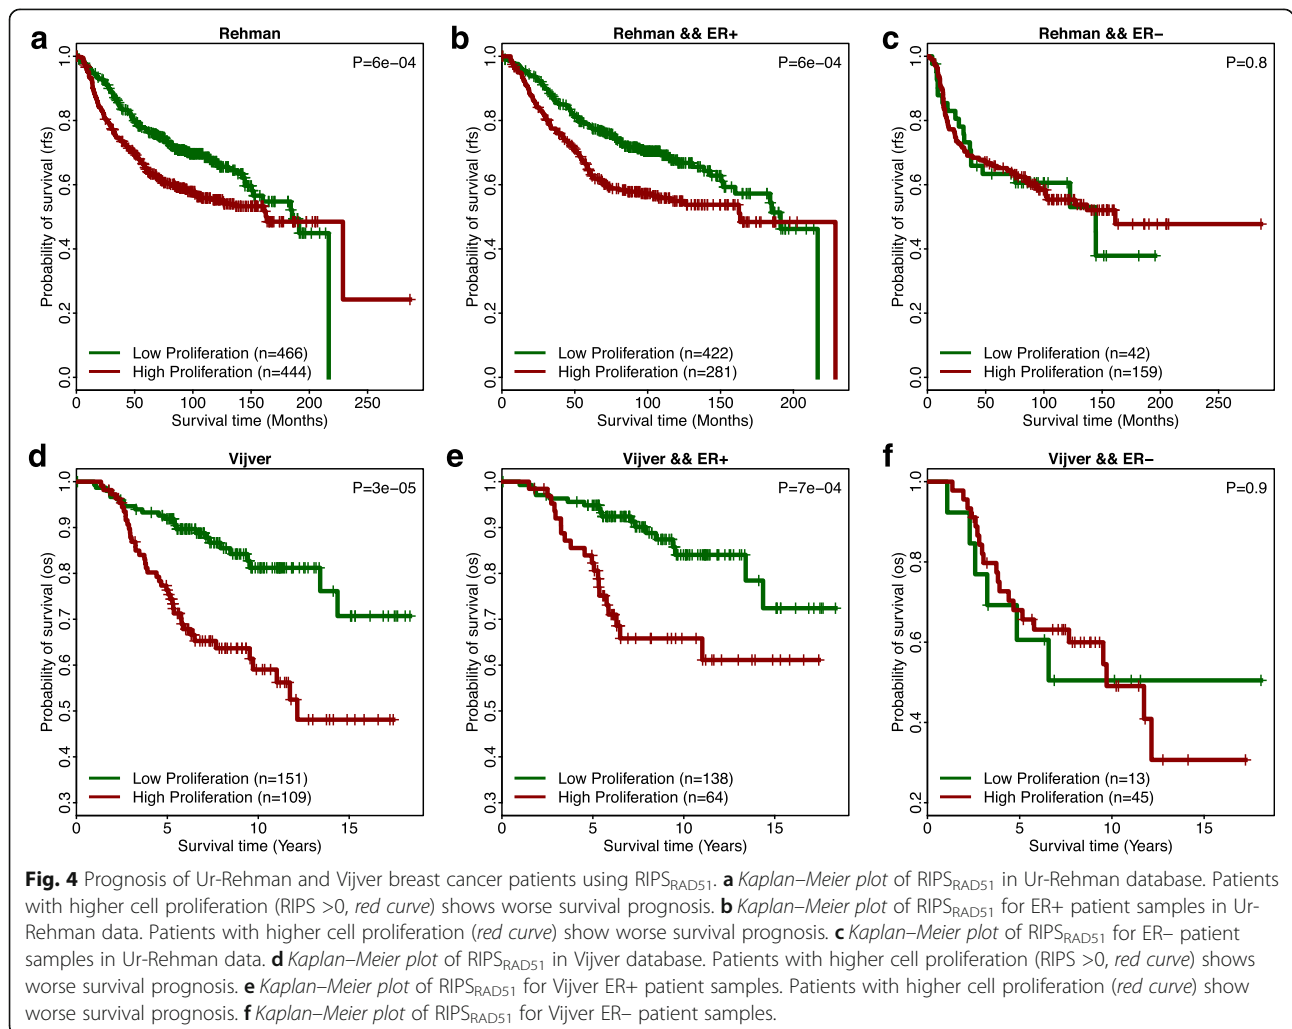 a
Rehman
P=6e−04
Probability of survival (rfs)
1.0
0.8
0.6
0.4
0.2
0.0
Low Proliferation (n=466)
High Proliferation (n=444)
0 50 100 150 200 250
Survival time (Months)
b
Rehman && ER+
P=6e−04
Probability of survival (rfs)
1.0
0.8
0.6
0.4
0.2
0.0
Low Proliferation (n=422)
High Proliferation (n=281)
0 50 100 150 200
Survival time (Months)
c
Rehman && ER−
P=0.8
Probability of survival (rfs)
1.0
0.8
0.6
0.4
0.2
0.0
Low Proliferation (n=42)
High Proliferation (n=159)
0 50 100 150 200 250
Survival time (Months)
d
Vijver
P=3e−05
Probability of survival (os)
1.0
0.9
0.8
0.7
0.6
0.5
0.4
0.3
Low Proliferation (n=151)
High Proliferation (n=109)
0 5 10 15
Survival time (Years)
e
Vijver && ER+
P=7e−04
Probability of survival (os)
1.0
0.9
0.8
0.7
0.6
0.5
0.4
0.3
Low Proliferation (n=138)
High Proliferation (n=64)
0 5 10 15
Survival time (Years)
f
Vijver && ER−
P=0.9
Probability of survival (os)
1.0
0.8
0.6
0.4
0.2
Low Proliferation (n=13)
High Proliferation (n=45)
0 5 10 15
Survival time (Years)
Fig. 4 Prognosis of Ur-Rehman and Vijver breast cancer patients using RIPSRAD51. a Kaplan–Meier plot of RIPSRAD51 in Ur-Rehman database. Patients
with higher cell proliferation (RIPS >0, red curve) shows worse survival prognosis. b Kaplan–Meier plot of RIPSRAD51 for ER+ patient samples in Ur-
Rehman data. Patients with higher cell proliferation (red curve) show worse survival prognosis. c Kaplan–Meier plot of RIPSRAD51 for ER– patient
samples in Ur-Rehman data. d Kaplan–Meier plot of RIPSRAD51 in Vijver database. Patients with higher cell proliferation (RIPS >0, red curve) shows
worse survival prognosis. e Kaplan–Meier plot of RIPSRAD51 for Vijver ER+ patient samples. Patients with higher cell proliferation (red curve) show
worse survival prognosis. f Kaplan–Meier plot of RIPSRAD51 for Vijver ER– patient samples.